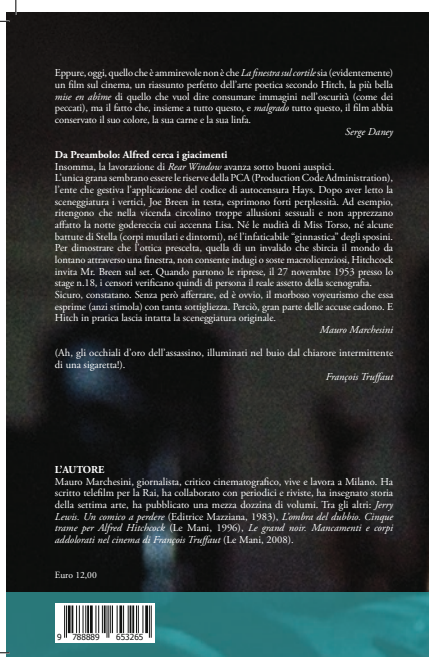 Eppure, oggi, quello che è ammirevole non è che La finestra sul cortile sia (evidentemente)
un film sul cinema, un riassunto perfetto dell'arte poetica secondo Hitch, la più bella
mise en abîme di quello che vuol dire consumare immagini nell'oscurità (come dei
peccati), ma il fatto che, insieme a tutto questo, e malgrado tutto questo, il film abbia
conservato il suo colore, la sua carne e la sua linfa.
Serge Daney
Da Preambolo: Alfred cerca i giacimenti
Insomma, la lavorazione di Rear Window avanza sotto buoni auspici.
L'unica grana sembrano essere le riserve della PCA (Production Code Administration),
l'ente che gestiva l'applicazione del codice di autocensura Hays. Dopo aver letto la
sceneggiatura i vertici, Joe Breen in testa, esprimono forti perplessità. Ad esempio,
ritengono che nella vicenda circolino troppe allusioni sessuali e non apprezzano
affatto la notte godereccia cui accenna Lisa. Né le nudità di Miss Torso, né alcune
battute di Stella (corpi mutilati e dintorni), né l'infaticabile "ginnastica" degli sposini.
Per dimostrare che l'ottica prescelta, quella di un invalido che sbircia il mondo da
lontano attraverso una finestra, non consente indugi o soste macrolicenziosi, Hitchcock
invita Mr. Breen sul set. Quando partono le riprese, il 27 novembre 1953 presso lo
stage n.18, i censori verificano quindi di persona il reale assetto della scenografia.
Sicuro, constatano. Senza però afferrare, ed è ovvio, il morboso voyeurismo che essa
esprime (anzi stimola) con tanta sottigliezza. Perciò, gran parte delle accuse cadono. E
Hitch in pratica lascia intatta la sceneggiatura originale.
Mauro Marchesini
(Ah, gli occhiali d'oro dell'assassino, illuminati nel buio dal chiarore intermittente
di una sigaretta!).
François Truffaut
L'AUTORE
Mauro Marchesini, giornalista, critico cinematografico, vive e lavora a Milano. Ha
scritto telefilm per la Rai, ha collaborato con periodici e riviste, ha insegnato storia
della settima arte, ha pubblicato una mezza dozzina di volumi. Tra gli altri: Jerry
Lewis. Un comico a perdere (Editrice Mazziana, 1983), L'ombra del dubbio. Cinque
trame per Alfred Hitchcock (Le Mani, 1996), Le grand noir. Mancamenti e corpi
addolorati nel cinema di François Truffaut (Le Mani, 2008).
Euro 12,00
9 788889 653265